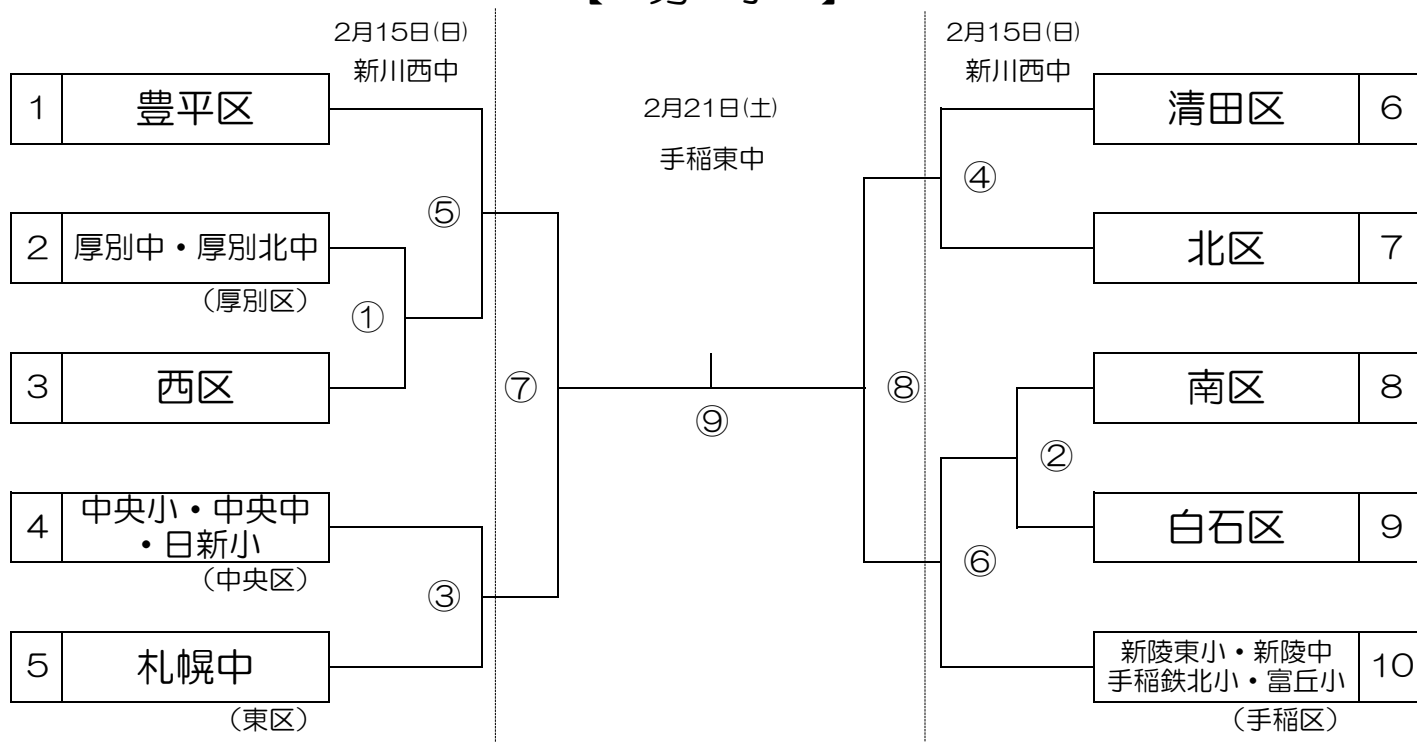 2月15日(日)
新川西中
2月21日(土)
手稲東中
2月15日(日)
新川西中
1 豊平区
2 厚別中・厚別北中
(厚別区)
3 西区
4 中央小・中央中
・日新小
(中央区)
5 札幌中
(東区)
⑤
①
③
⑦
⑨
⑧
④
②
⑥
清田区 6
北区 7
南区 8
白石区 9
新陵東小・新陵中
手稲鉄北小・富丘小 10
(手稲区)